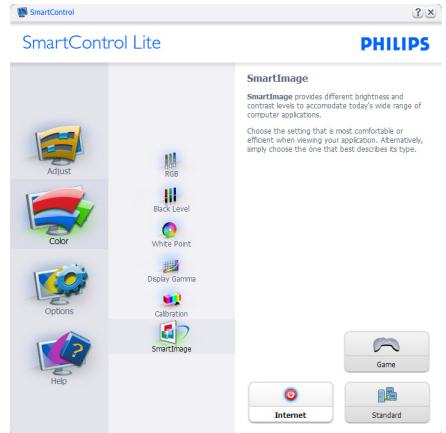 SmartControl
SmartControl Lite
PHILIPS
Adjust
Color
Options
Help
RGB
Black Level
White Point
Display Gamma
Calibration
SmartImage
SmartImage
SmartImage provides different brightness and
contrast levels to accomodate today's wide range of
computer applications.
Choose the setting that is most comfortable or
efficient when viewing your application. Alternatively,
simply choose the one that best describes its type.
Game
Internet
Standard